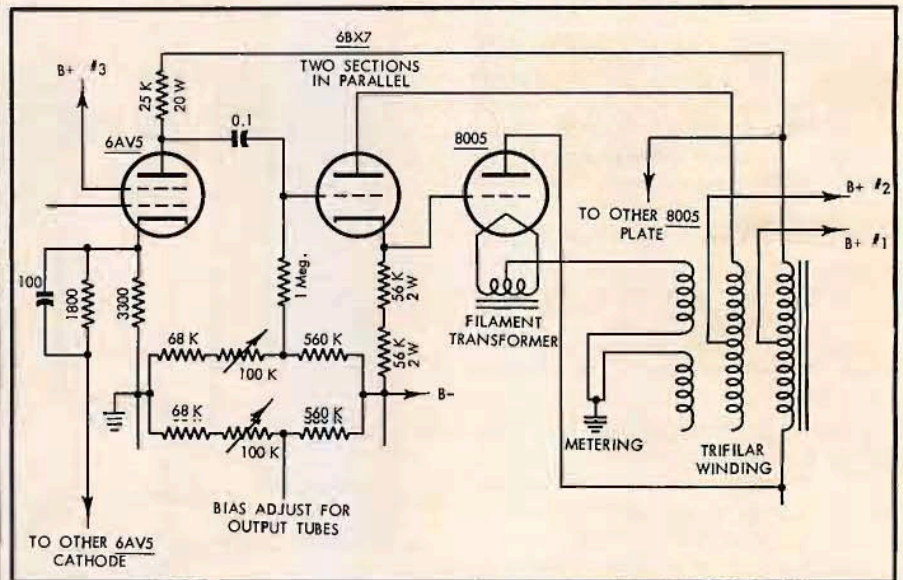 6BX7
TWO SECTIONS
IN PARALLEL
B+ #3
25 K
20 W
0.1
6AV5
8005
TO OTHER 8005
PLATE
B+ #2
B+ #1
100
1800
3300
1 Meg.
56 K
2 W
56 K
2 W
FILAMENT
TRANSFORMER
68 K
100 K
560 K
B-
68 K
100 K
560 K
METERING
TRIFILAR
WINDING
BIAS ADJUST FOR
OUTPUT TUBES
TO OTHER 6AV5
CATHODE